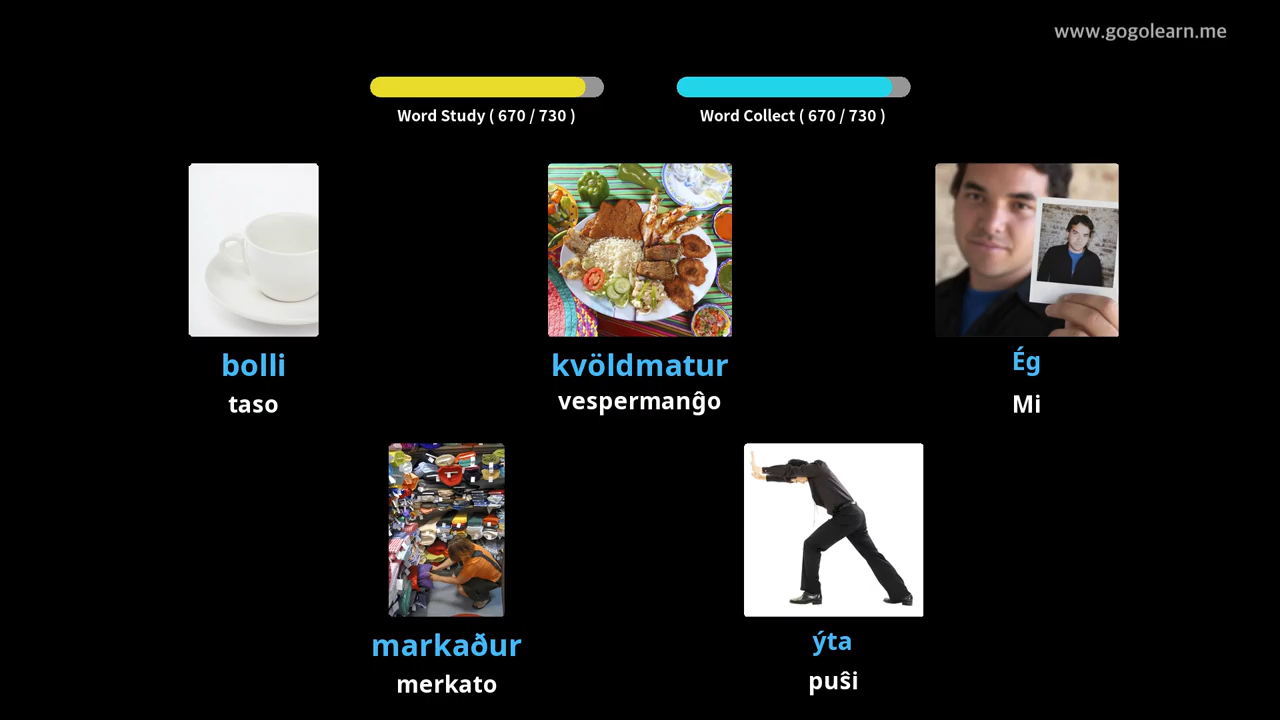 www.gogolearn.me
Word Study ( 670 / 730 )
Word Collect ( 670 / 730 )
bolli
taso
kvöldmatur
vespermanĝo
Ég
Mi
markaður
merkato
ýta
puŝi